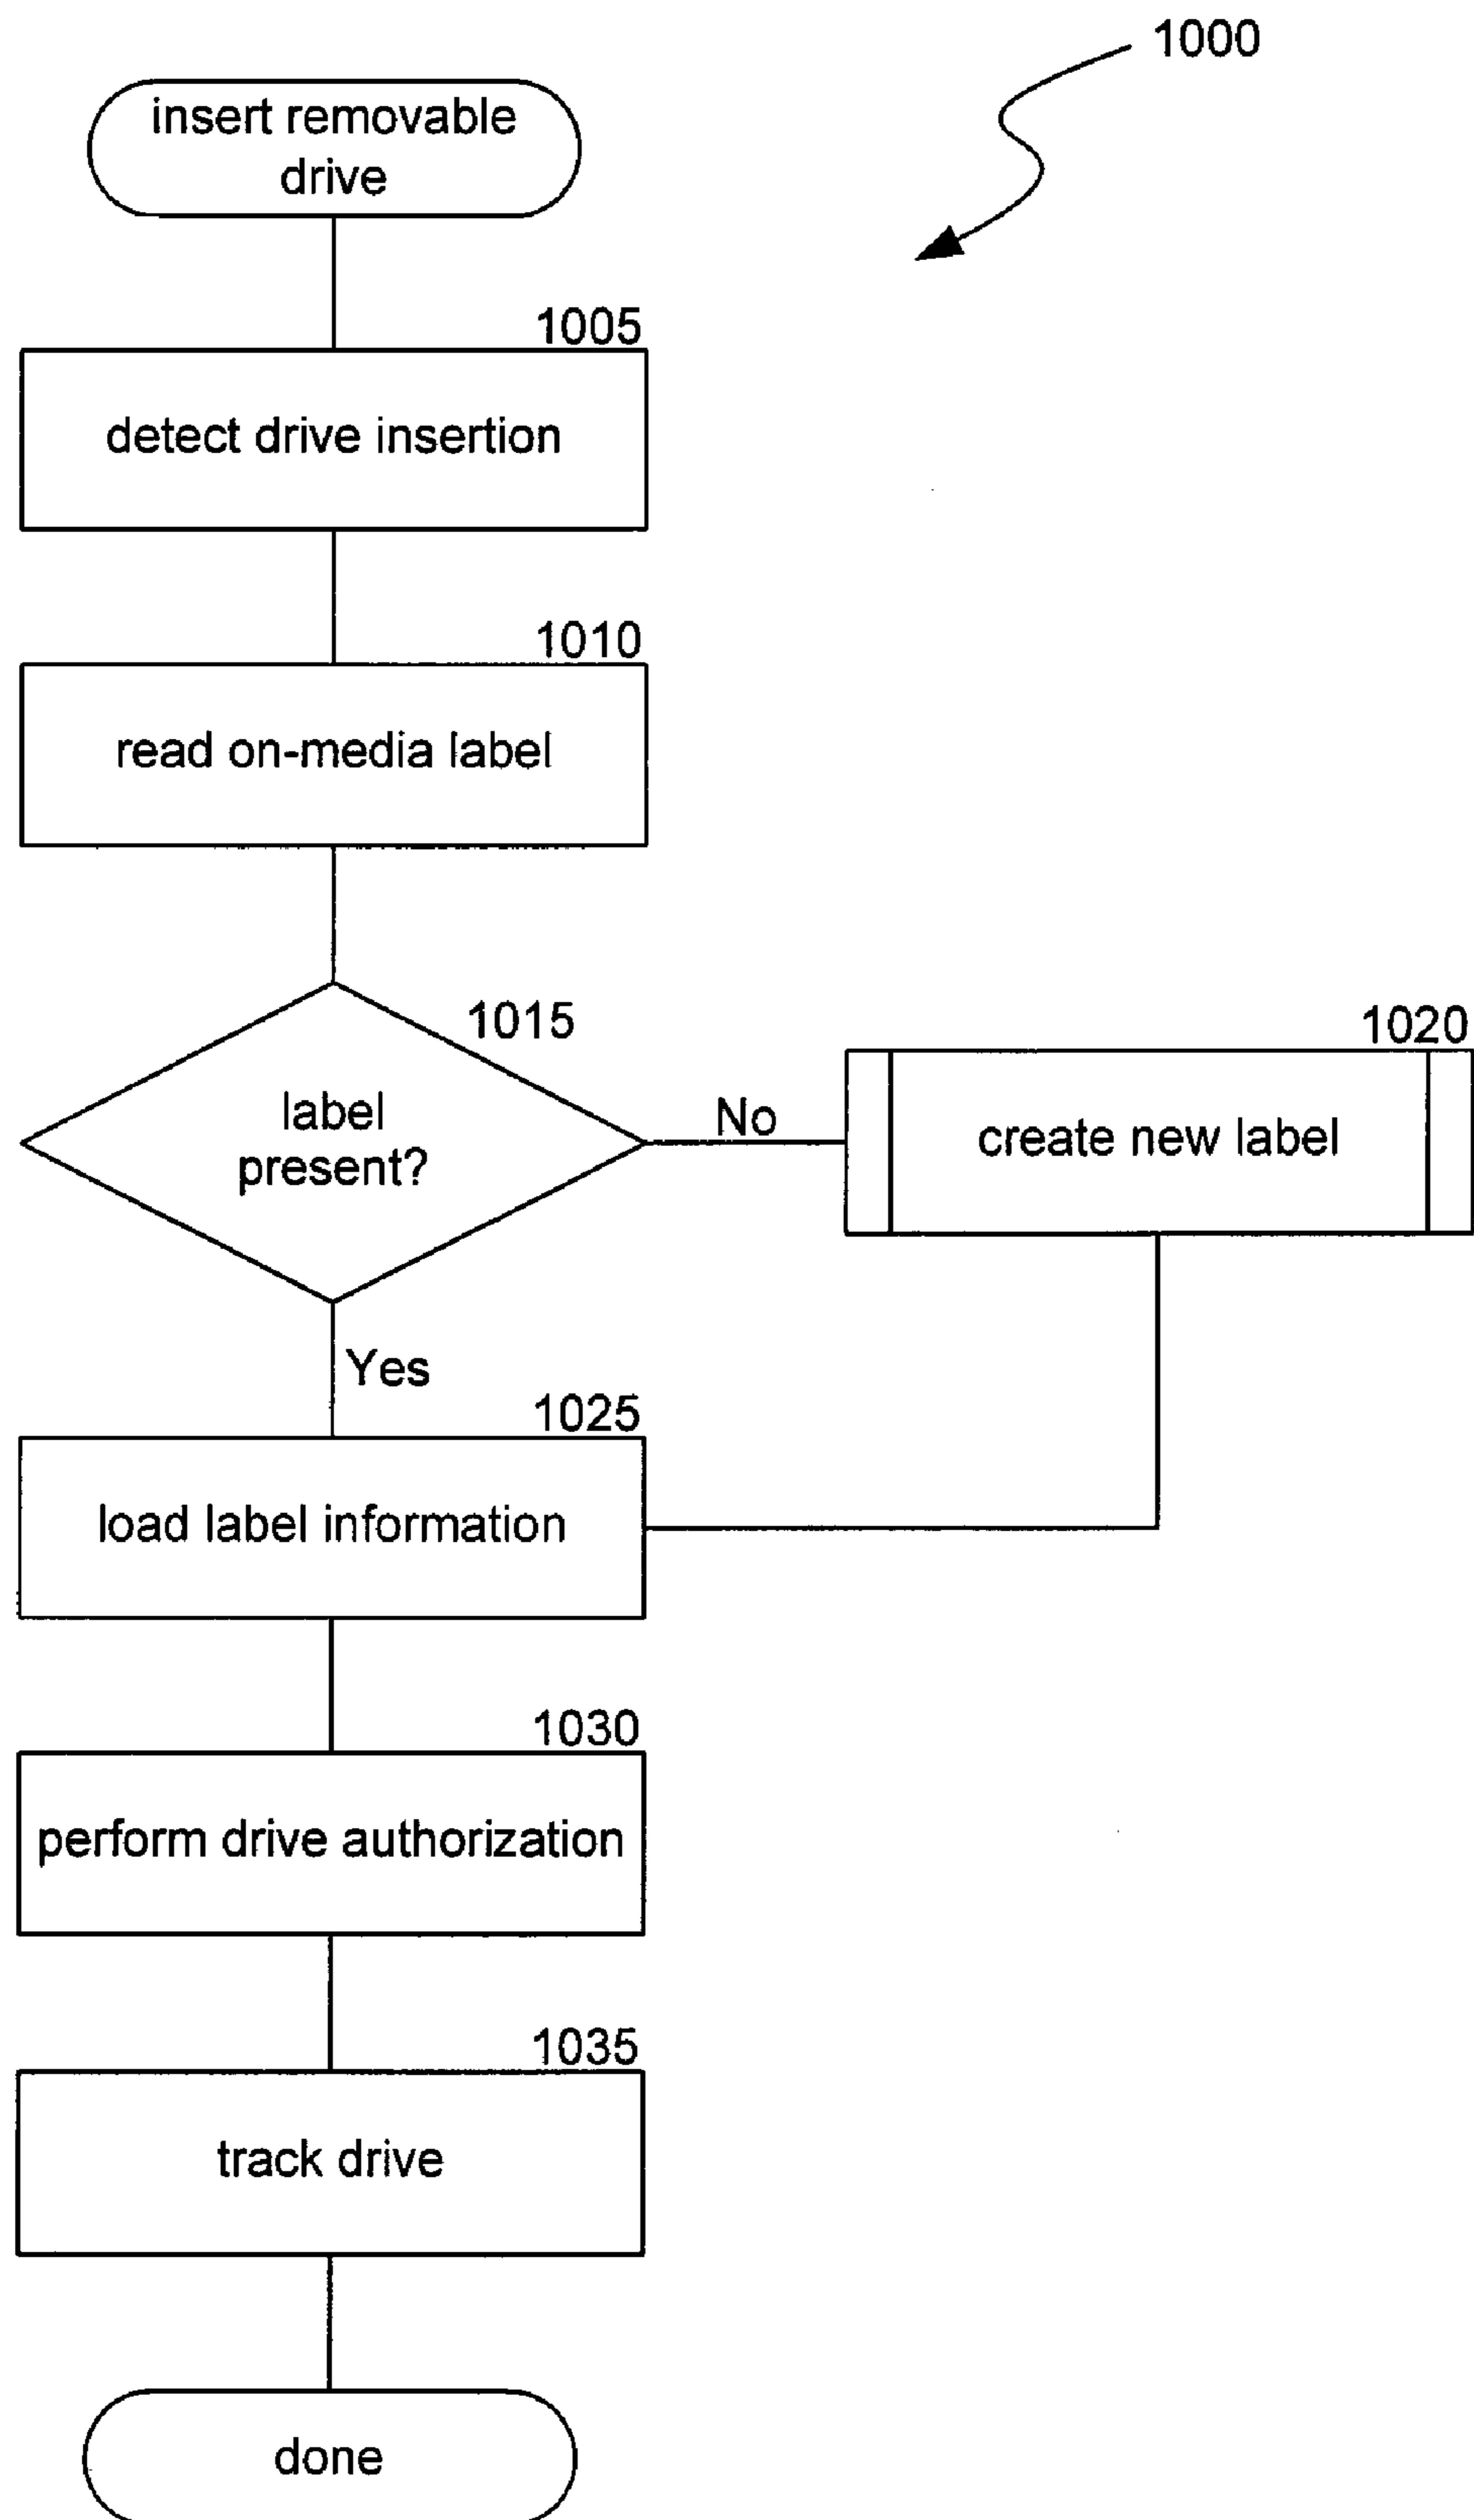 1000
insert removable
drive
1005
detect drive insertion
1010
read on-media label
1015
label
present?
No
1020
create new label
Yes
1025
load label information
1030
perform drive authorization
1035
track drive
done